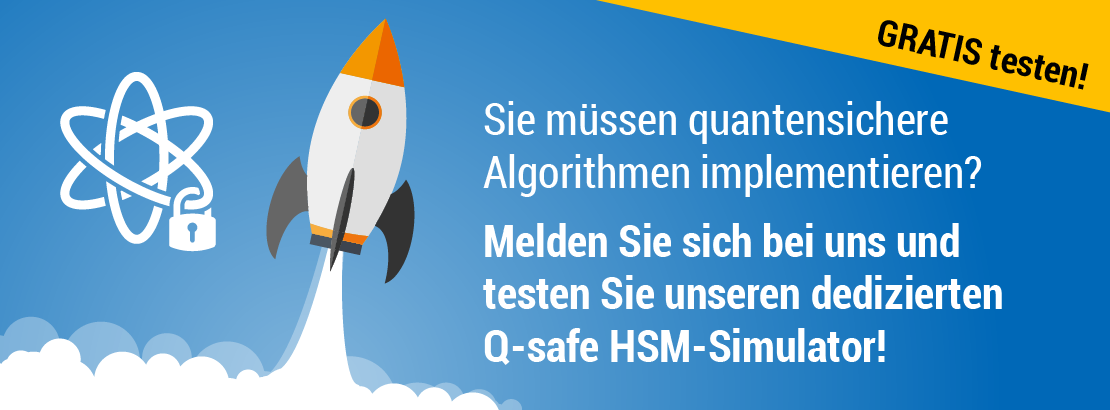 GRATIS testen!
Sie müssen quantensichere
Algorithmen implementieren?
Melden Sie sich bei uns und
testen Sie unseren dedizierten
Q-safe HSM-Simulator!